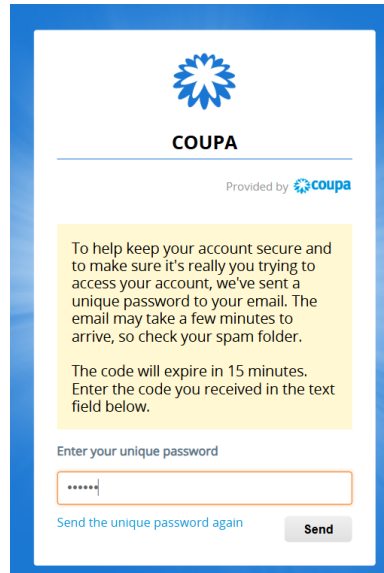 COUPA
Provided by coupa
To help keep your account secure and
to make sure it's really you trying to
access your account, we've sent a
unique password to your email. The
email may take a few minutes to
arrive, so check your spam folder.
The code will expire in 15 minutes.
Enter the code you received in the text
field below.
Enter your unique password
••••••
Send the unique password again
Send